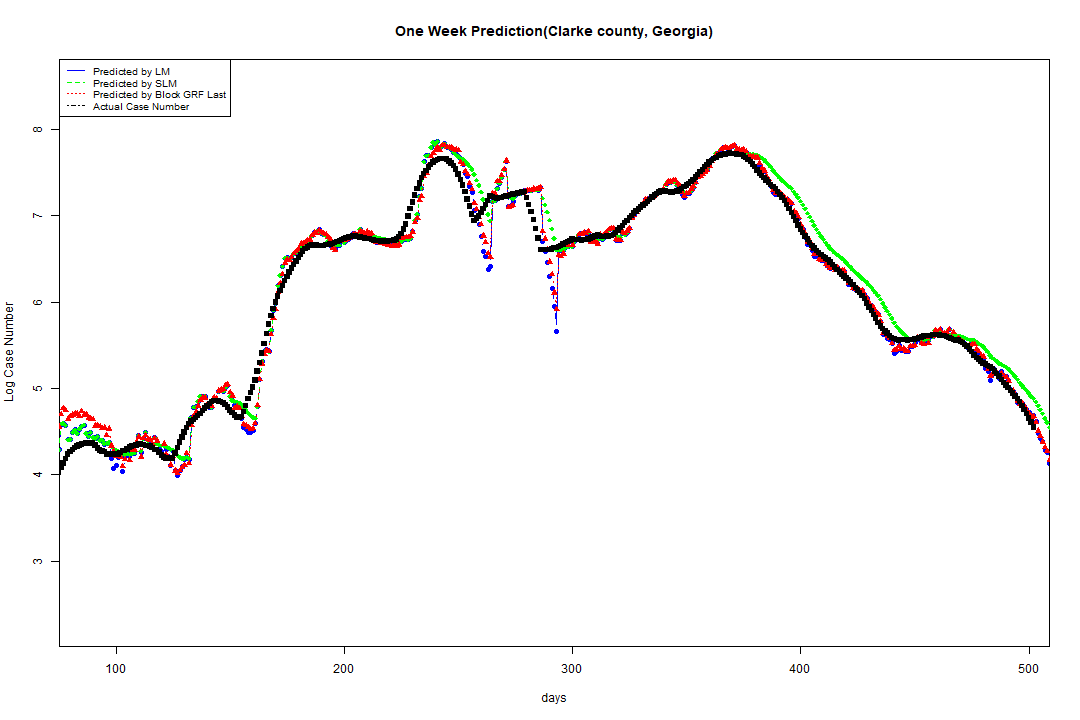 One Week Prediction(Clarke county, Georgia)
Predicted by LM
Predicted by SLM
Predicted by Block GRF Last
Actual Case Number
Log Case Number
8
7
6
5
4
3
100 200 300 400 500
days